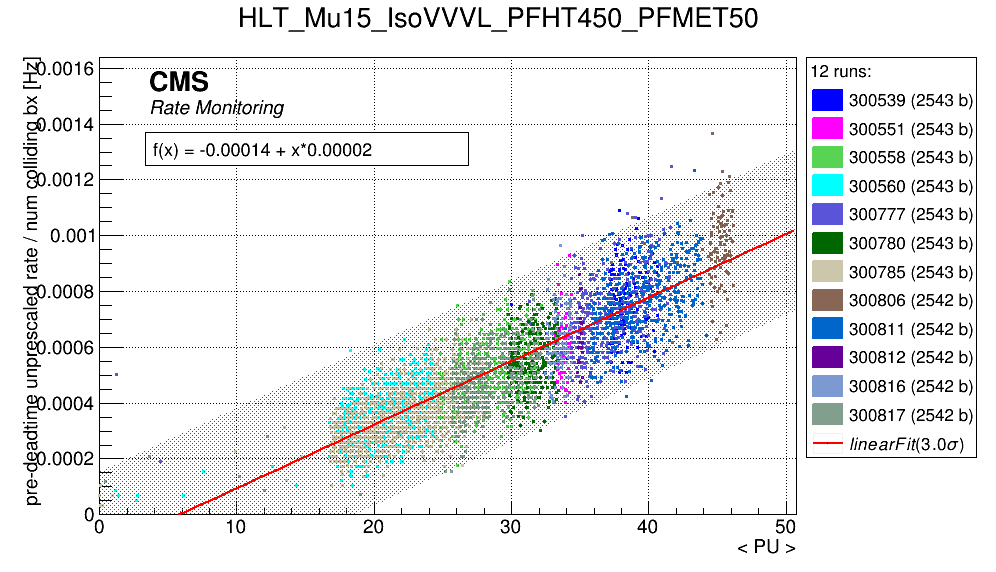 HLT_Mu15_IsoVVVL_PFHT450_PFMET50
pre-deadtime unprescaled rate / num colliding bx [Hz]
0.0016
0.0014
0.0012
0.001
0.0008
0.0006
0.0004
0.0002
0
CMS
Rate Monitoring
f(x) = -0.00014 + x*0.00002
0 10 20 30 40 50
< PU >
12 runs:
300539 (2543 b)
300551 (2543 b)
300558 (2543 b)
300560 (2543 b)
300777 (2543 b)
300780 (2543 b)
300785 (2543 b)
300806 (2542 b)
300811 (2542 b)
300812 (2542 b)
300816 (2542 b)
300817 (2542 b)
linearFit(3.0σ)